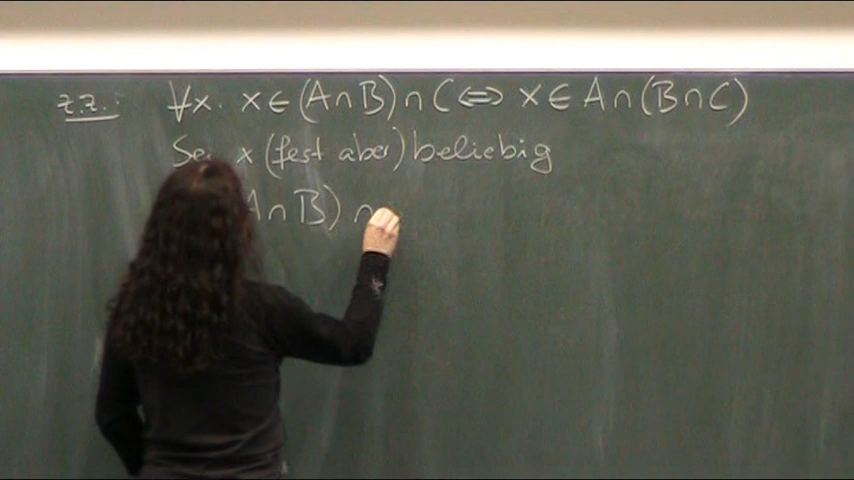 z.z.: ∀x. x ∈ (A ∩ B) ∩ C ⇔ x ∈ A ∩ (B ∩ C)
Sei x (fest aber) beliebig
A ∩ B) ∩